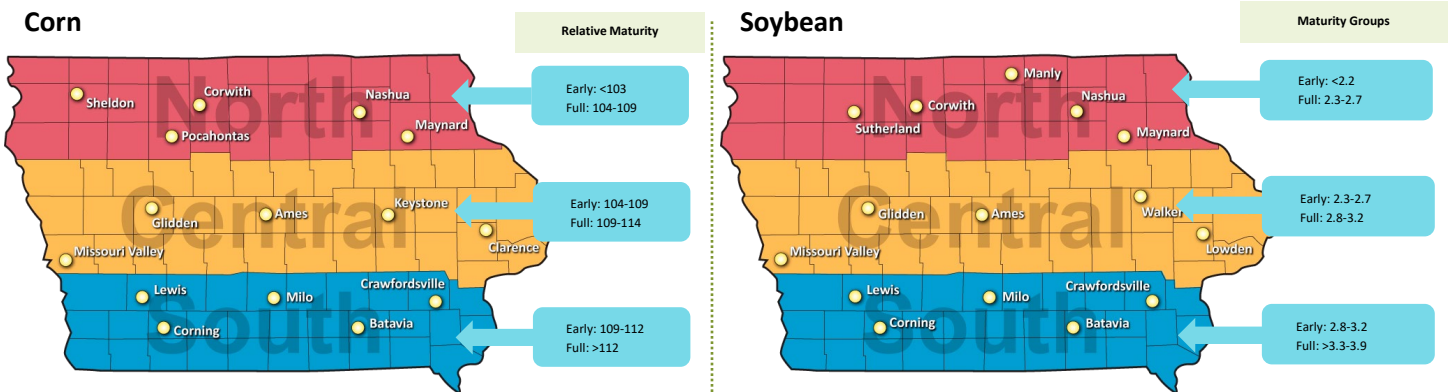 Corn
Relative Maturity
North
Sheldon
Corwith
Nashua
Pocahontas
Maynard
Early: <103
Full: 104-109
Central
Glidden
Ames
Keystone
Clarence
Missouri Valley
Early: 104-109
Full: 109-114
South
Lewis
Milo
Crawfordsville
Corning
Batavia
Early: 109-112
Full: >112
Soybean
Maturity Groups
North
Manly
Corwith
Nashua
Sutherland
Maynard
Early: <2.2
Full: 2.3-2.7
Central
Glidden
Ames
Walker
Lowden
Missouri Valley
Early: 2.3-2.7
Full: 2.8-3.2
South
Lewis
Milo
Crawfordsville
Corning
Batavia
Early: 2.8-3.2
Full: >3.3-3.9